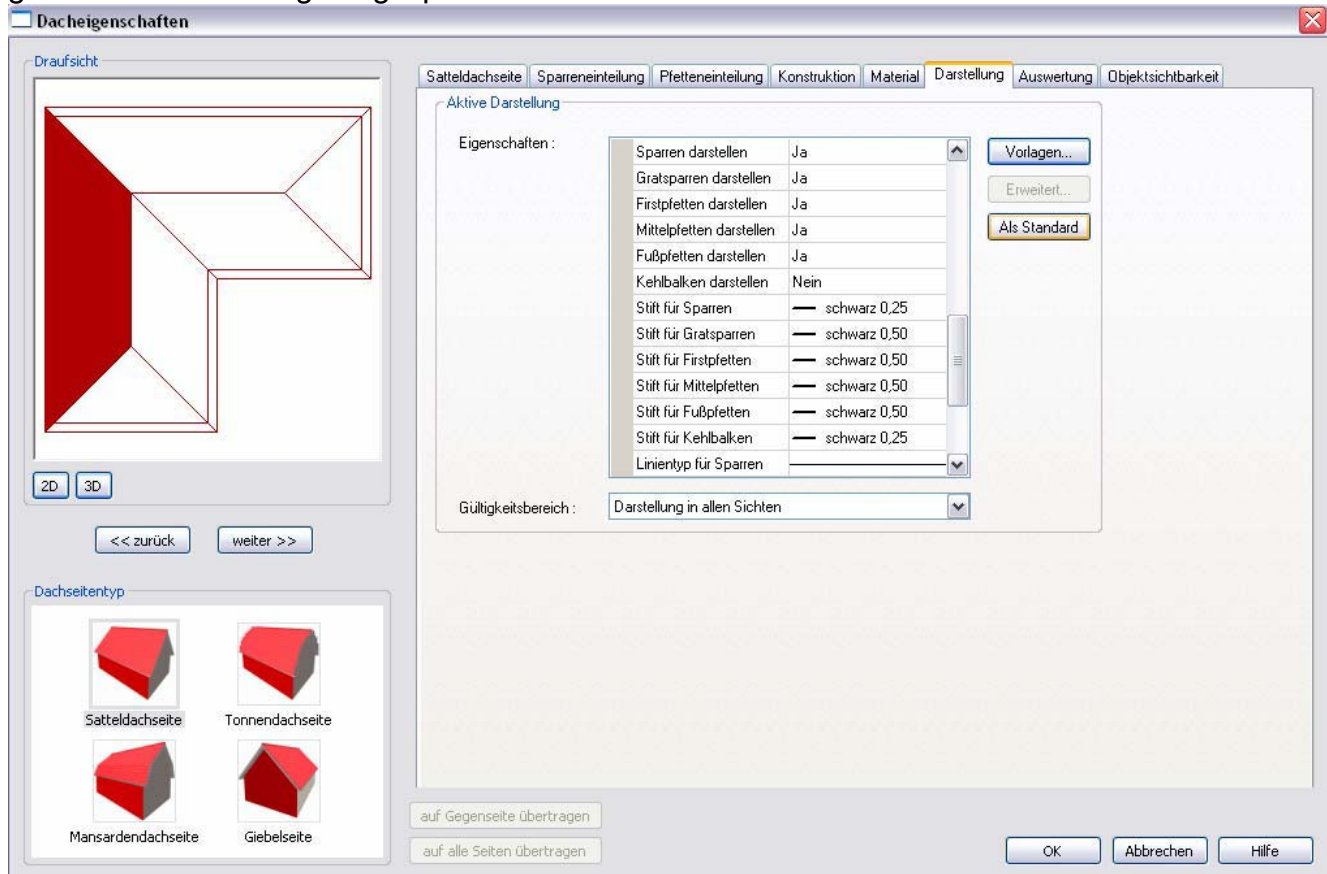 Dacheigenschaften
Draufsicht
2D 3D
<< zurück weiter >>
Dachseitentyp
Satteldachseite Tonnendachseite
Mansardendachseite Giebelseite
Satteldachseite Sparreneinteilung Pfetteneinteilung Konstruktion Material Darstellung Auswertung Objektsichtbarkeit
Aktive Darstellung
Eigenschaften :
Sparren darstellen Ja
Gratsparren darstellen Ja
Firstpfetten darstellen Ja
Mittelpfetten darstellen Ja
Fußpfetten darstellen Ja
Kehlbalken darstellen Nein
Stift für Sparren schwarz 0,25
Stift für Gratsparren schwarz 0,50
Stift für Firstpfetten schwarz 0,50
Stift für Mittelpfetten schwarz 0,50
Stift für Fußpfetten schwarz 0,50
Stift für Kehlbalken schwarz 0,25
Linientyp für Sparren
Vorlagen...
Erweitert...
Als Standard
Gültigkeitsbereich : Darstellung in allen Sichten
auf Gegenseite übertragen
auf alle Seiten übertragen
OK Abbrechen Hilfe